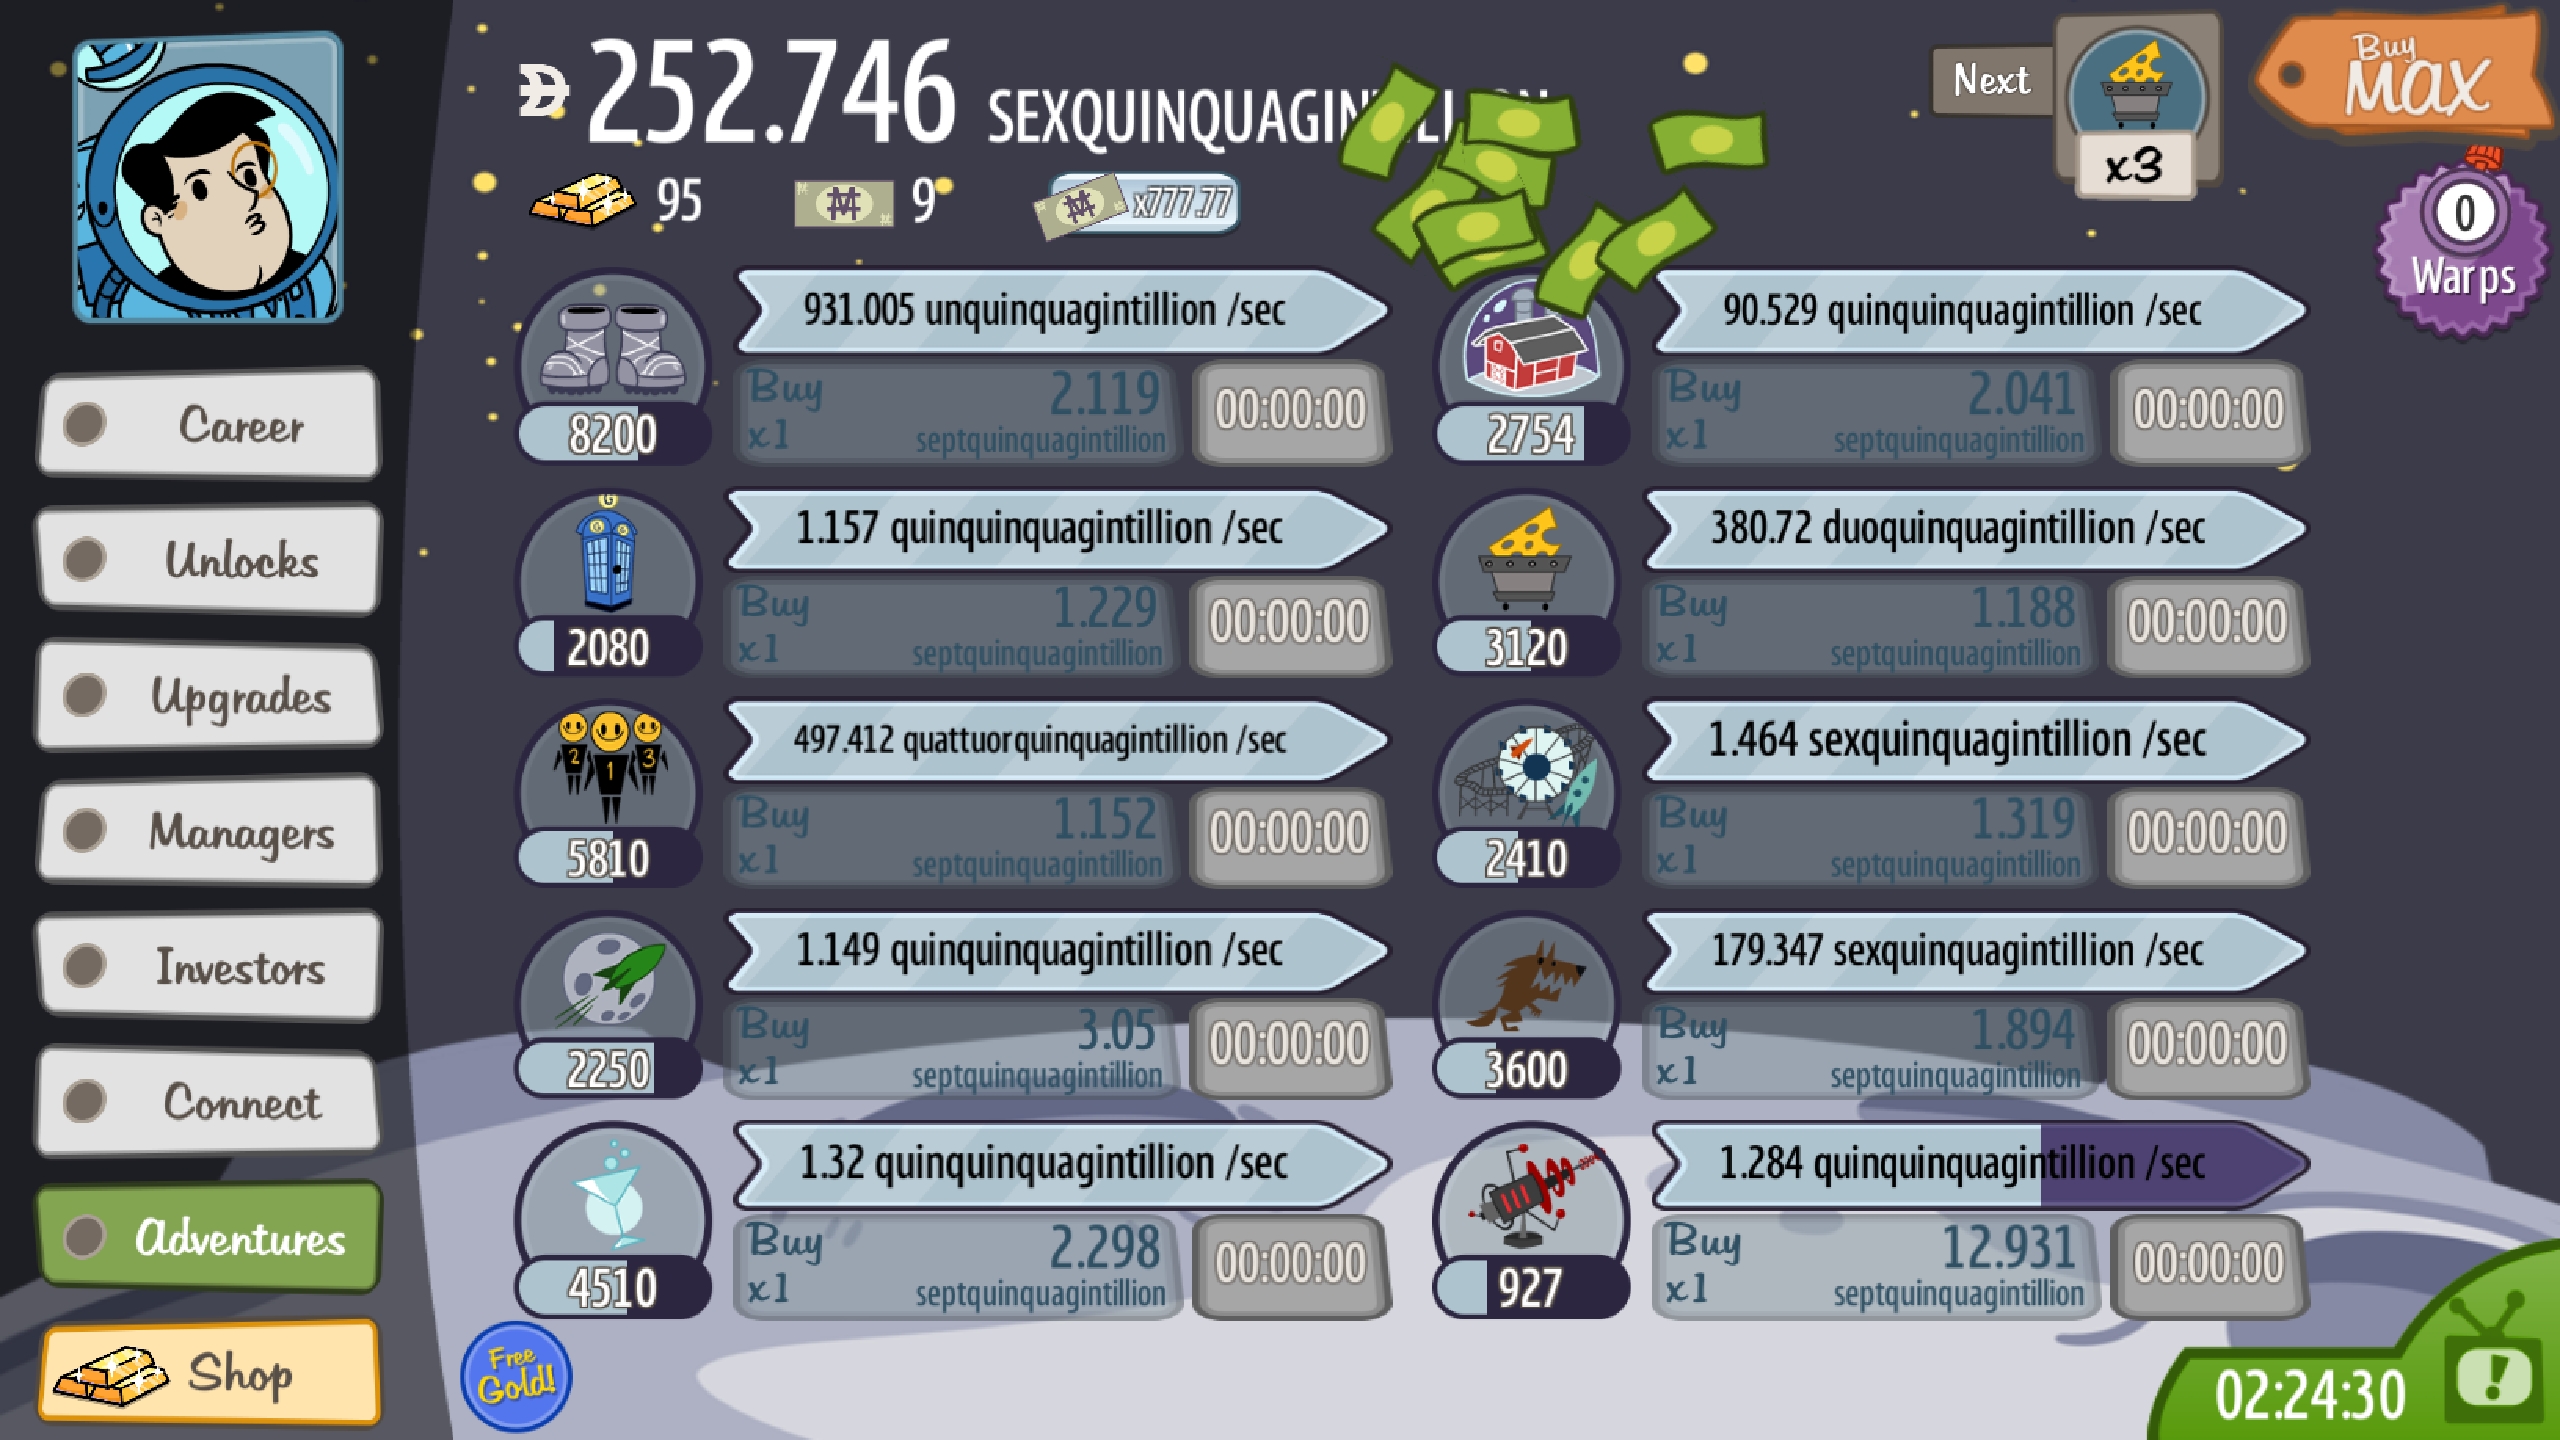 252.746 SEXQUINQUAGINTILLION
Next
x3
Buy
MAX
95
9
x777.77
0
Warps
Career
Unlocks
Upgrades
Managers
Investors
Connect
Adventures
Shop
931.005 unquinquagintillion /sec
Buy 2.119
x1 septquinquagintillion
00:00:00
8200
90.529 quinquinquagintillion /sec
Buy 2.041
x1 septquinquagintillion
00:00:00
2754
1.157 quinquinquagintillion /sec
Buy 1.229
x1 septquinquagintillion
00:00:00
2080
380.72 duoquinquagintillion /sec
Buy 1.188
x1 septquinquagintillion
00:00:00
3120
2 1 3
497.412 quattuorquinquagintillion /sec
Buy 1.152
x1 septquinquagintillion
00:00:00
5810
1.464 sexquinquagintillion /sec
Buy 1.319
x1 septquinquagintillion
00:00:00
2410
1.149 quinquinquagintillion /sec
Buy 3.05
x1 septquinquagintillion
00:00:00
2250
179.347 sexquinquagintillion /sec
Buy 1.894
x1 septquinquagintillion
00:00:00
3600
1.32 quinquinquagintillion /sec
Buy 2.298
x1 septquinquagintillion
00:00:00
4510
1.284 quinquinquagintillion /sec
Buy 12.931
x1 septquinquagintillion
00:00:00
927
Free
Gold!
02:24:30
!